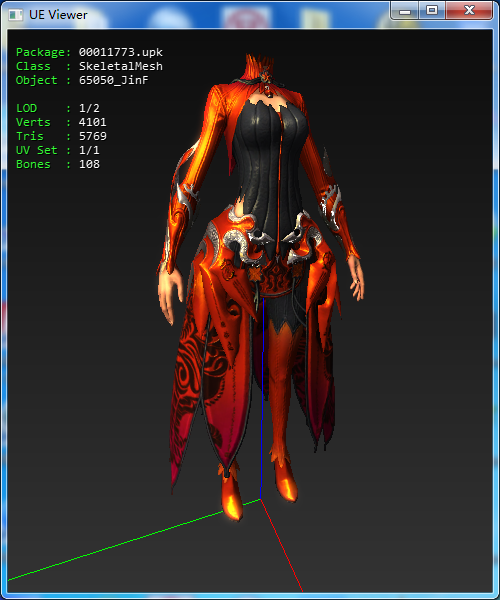 UE Viewer
Package: 00011773.upk
Class  : SkeletalMesh
Object : 65050_JinF
LOD    : 1/2
Verts  : 4101
Tris   : 5769
UV Set : 1/1
Bones  : 108